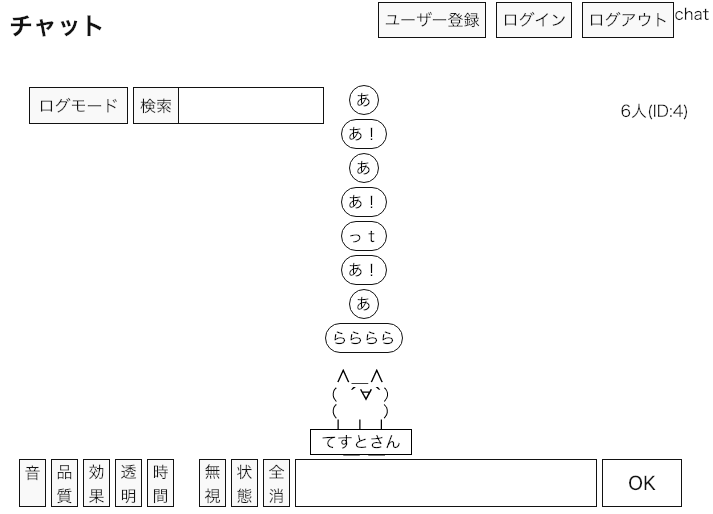 チャット
ユーザー登録 ログイン ログアウト chat
ログモード 検索
6人(ID:4)
あ
あ！
あ
あ！
っｔ
あ！
あ
らららら
∧＿∧
( ´∀`)
(　　)
てすとさん
音 品質 効果 透明 時間 無視 状態 全消 OK